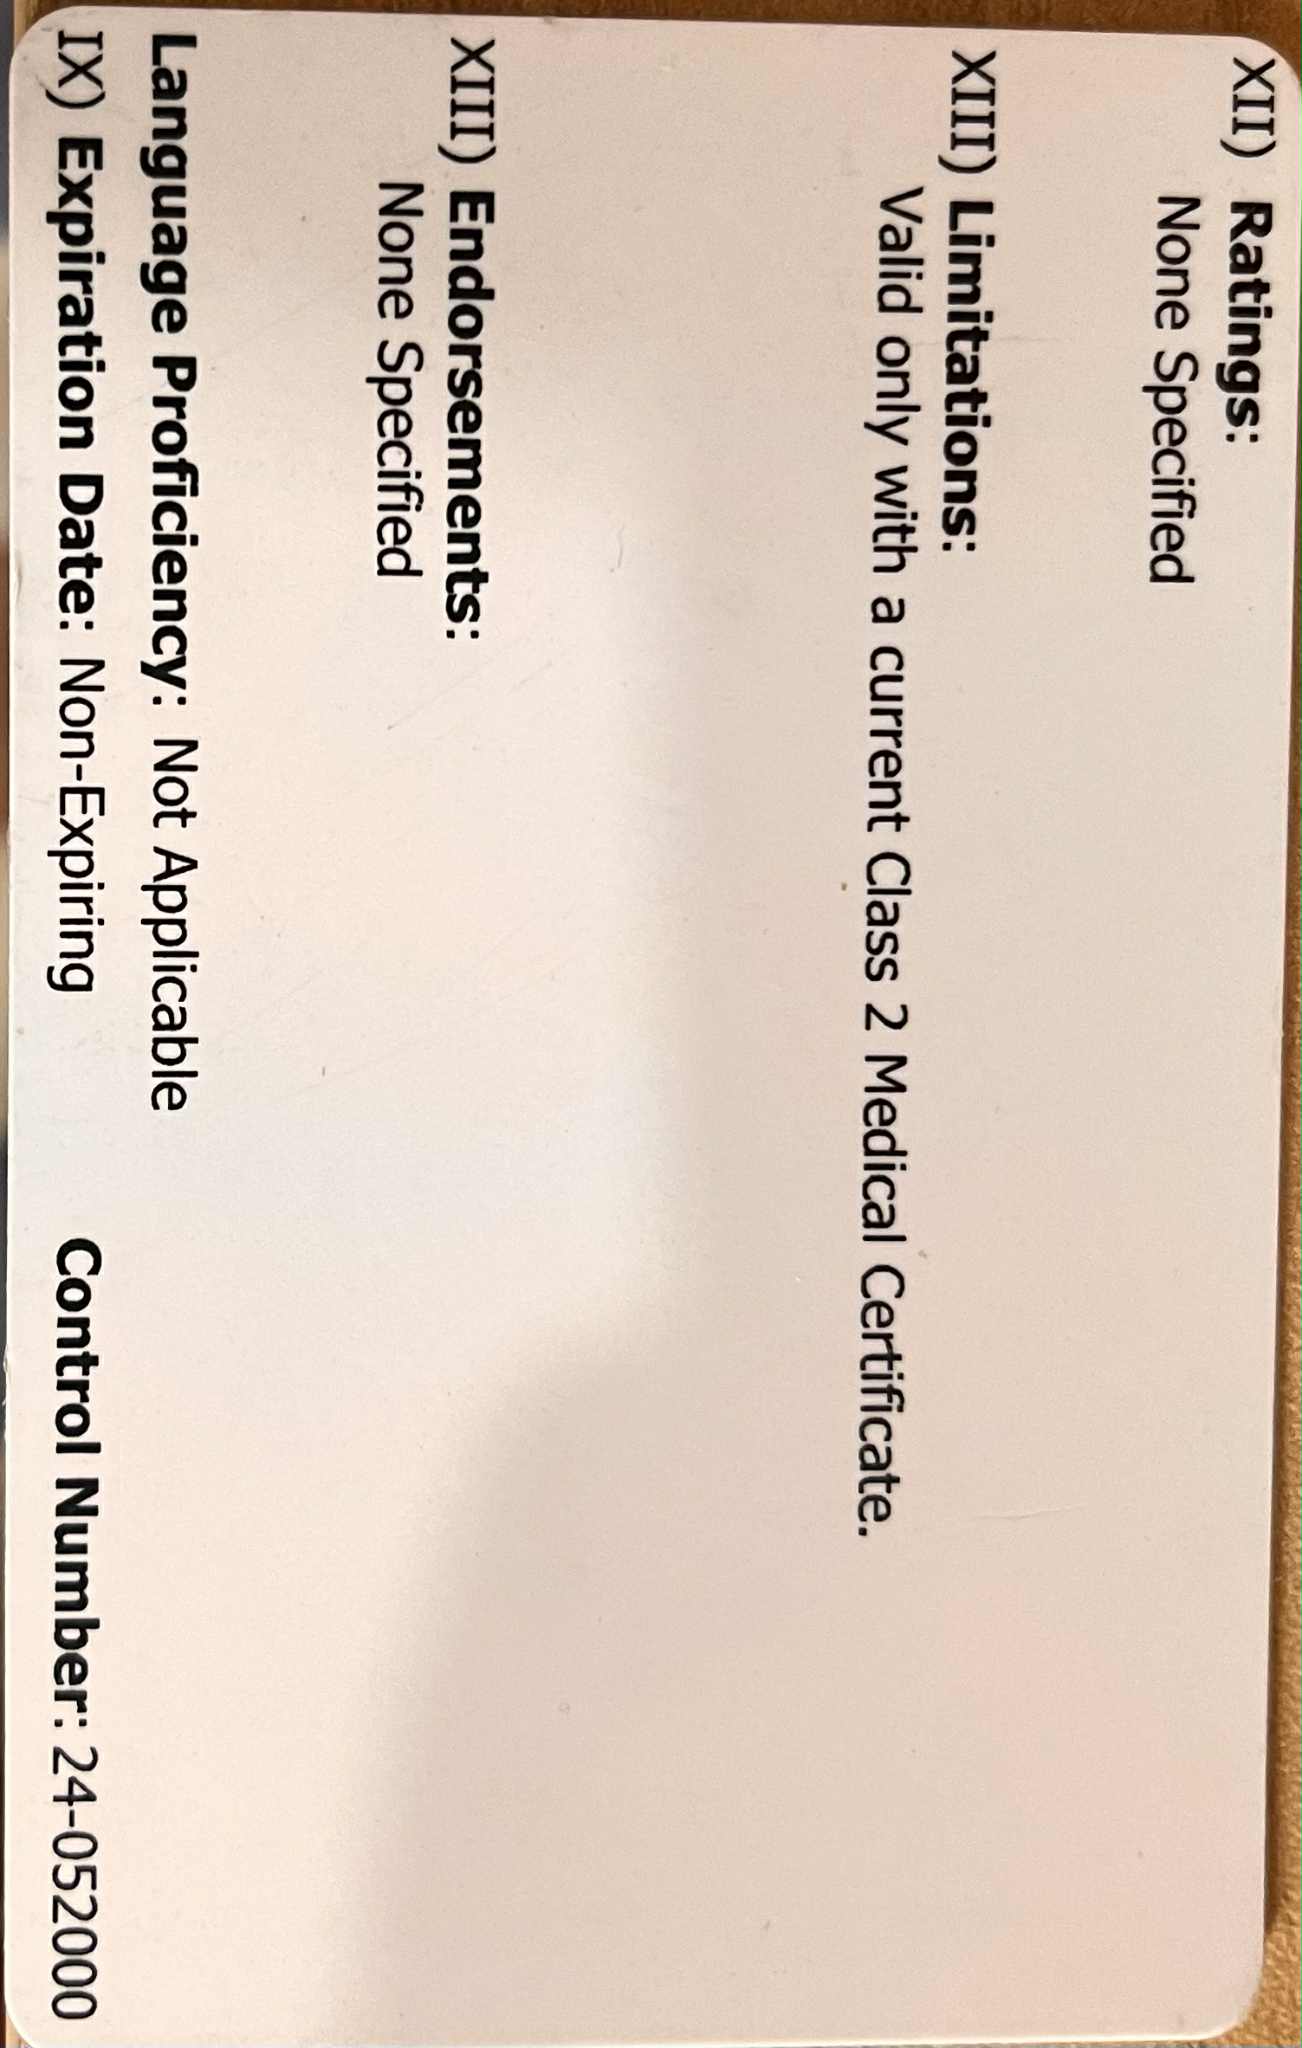 XII) Ratings:
None Specified
XIII) Limitations:
Valid only with a current Class 2 Medical Certificate.
XIII) Endorsements:
None Specified
Language Proficiency: Not Applicable
IX) Expiration Date: Non-Expiring Control Number: 24-052000